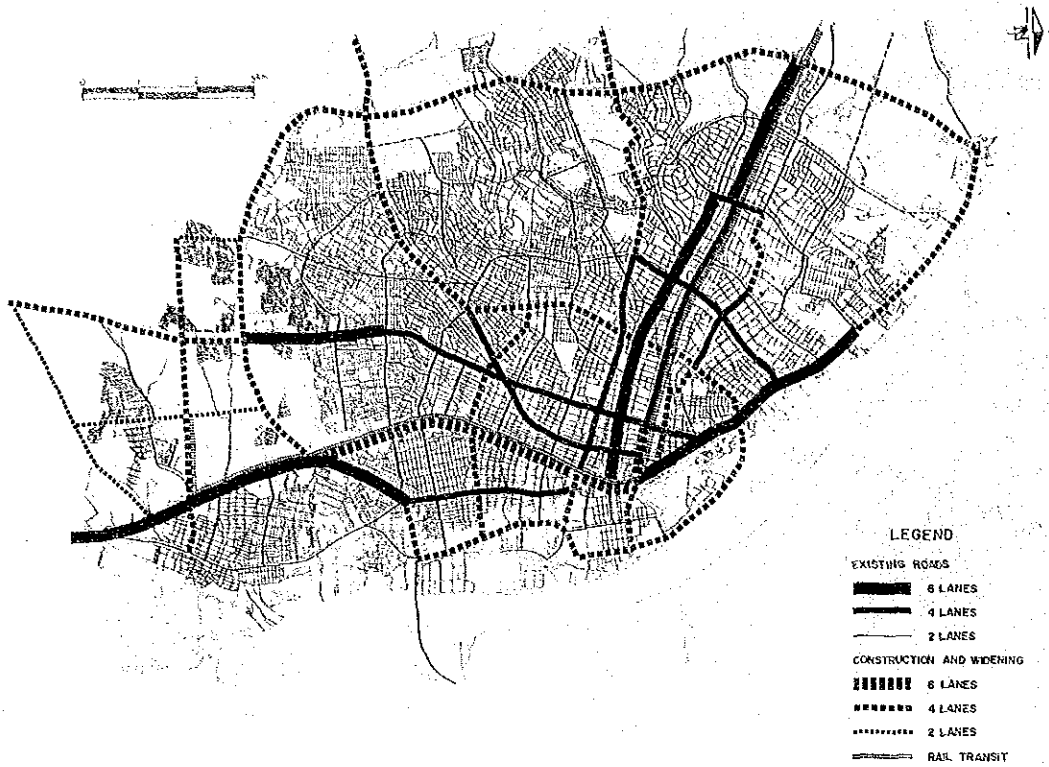 LEGEND
EXISTING ROADS
6 LANES
4 LANES
2 LANES
CONSTRUCTION AND WIDENING
6 LANES
4 LANES
2 LANES
RAIL TRANSIT